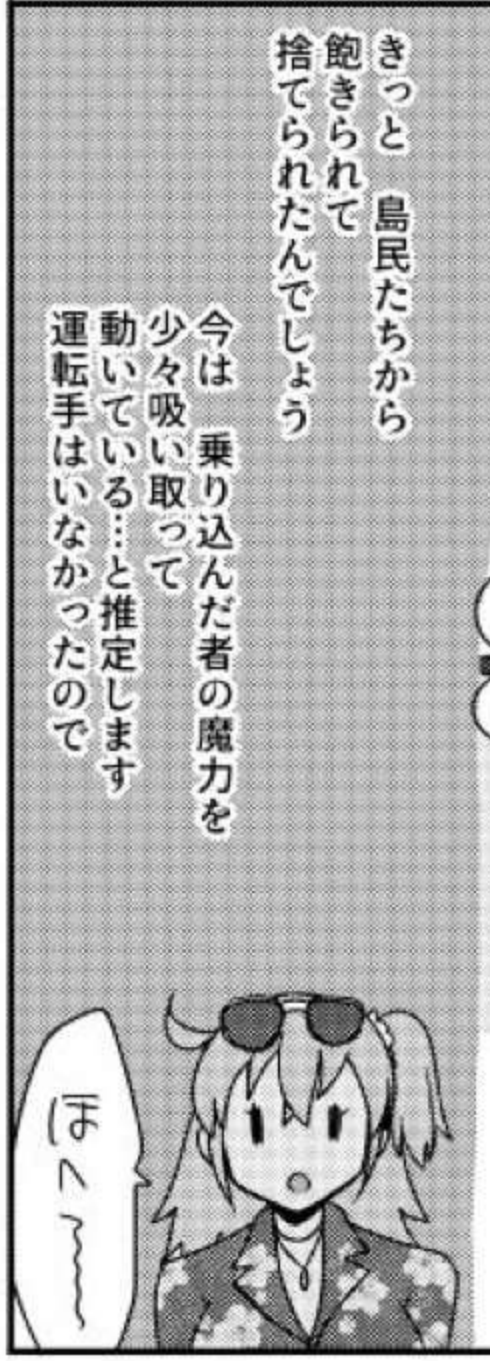 きっと　島民たちから
飽きられて
捨てられたんでしょう
今は　乗り込んだ者の魔力を
少々吸い取って
動いている…と推定します
運転手はいなかったので
ほへ〜〜〜